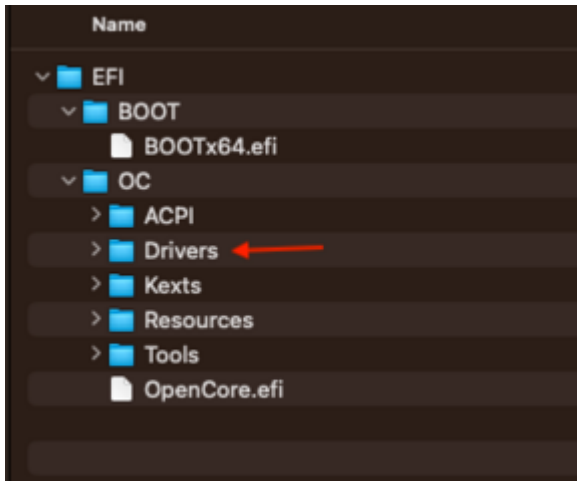 Name
EFI
BOOT
BOOTx64.efi
OC
ACPI
Drivers
Kexts
Resources
Tools
OpenCore.efi